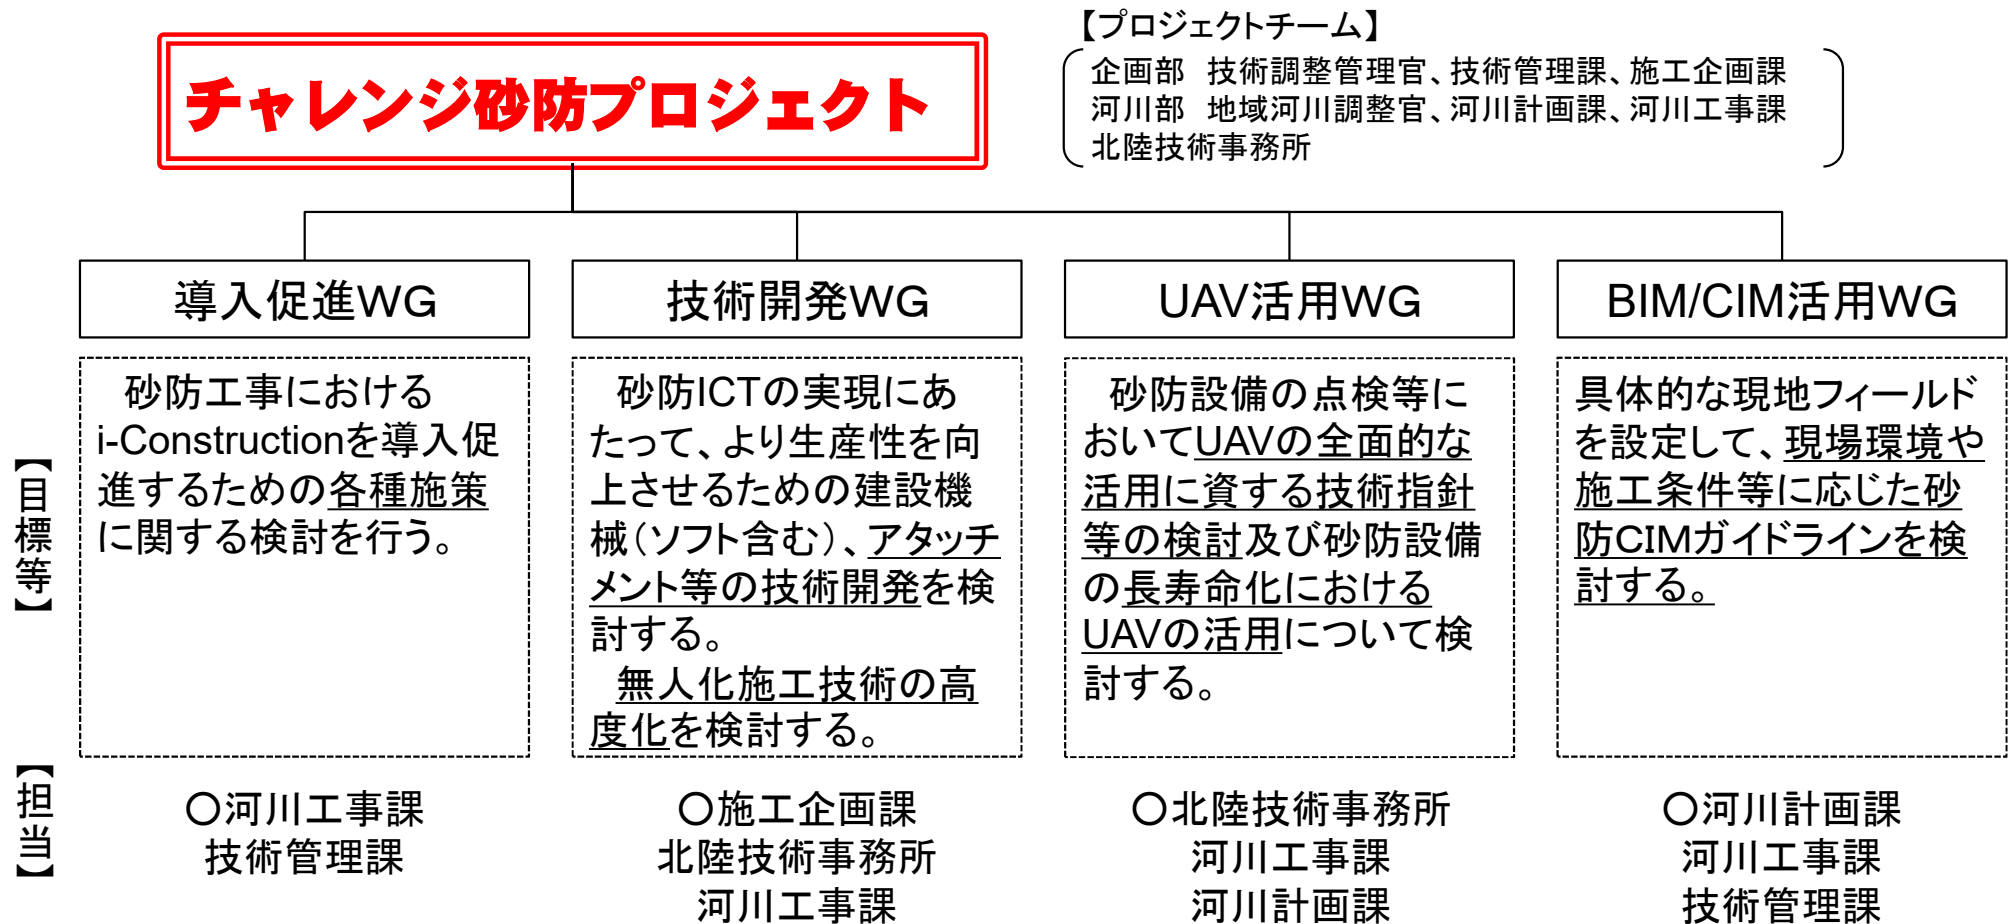 【プロジェクトチーム】
企画部　技術調整管理官、技術管理課、施工企画課
河川部　地域河川調整官、河川計画課、河川工事課
北陸技術事務所
チャレンジ砂防プロジェクト
導入促進WG
技術開発WG
UAV活用WG
BIM/CIM活用WG
【目標等】
　砂防工事における
i-Constructionを導入促
進するための各種施策
に関する検討を行う。
　砂防ICTの実現にあ
たって、より生産性を向
上させるための建設機
械（ソフト含む）、アタッチ
メント等の技術開発を検
討する。
　無人化施工技術の高
度化を検討する。
　砂防設備の点検等に
おいてUAVの全面的な
活用に資する技術指針
等の検討及び砂防設備
の長寿命化における
UAVの活用について検
討する。
具体的な現地フィールド
を設定して、現場環境や
施工条件等に応じた砂
防CIMガイドラインを検
討する。
【担当】
〇河川工事課
技術管理課
〇施工企画課
北陸技術事務所
河川工事課
〇北陸技術事務所
河川工事課
河川計画課
〇河川計画課
河川工事課
技術管理課